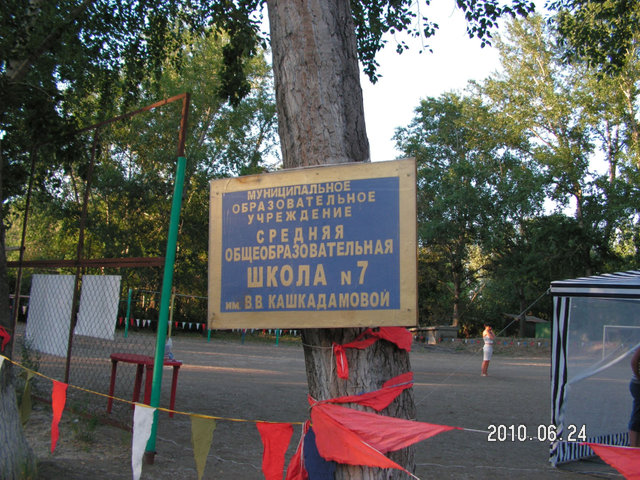 МУНИЦИПАЛЬНОЕ
ОБРАЗОВАТЕЛЬНОЕ
УЧРЕЖДЕНИЕ
СРЕДНЯЯ
ОБЩЕОБРАЗОВАТЕЛЬНАЯ
ШКОЛА №7
им. В.В КАШКАДАМОВОЙ
2010.06.24